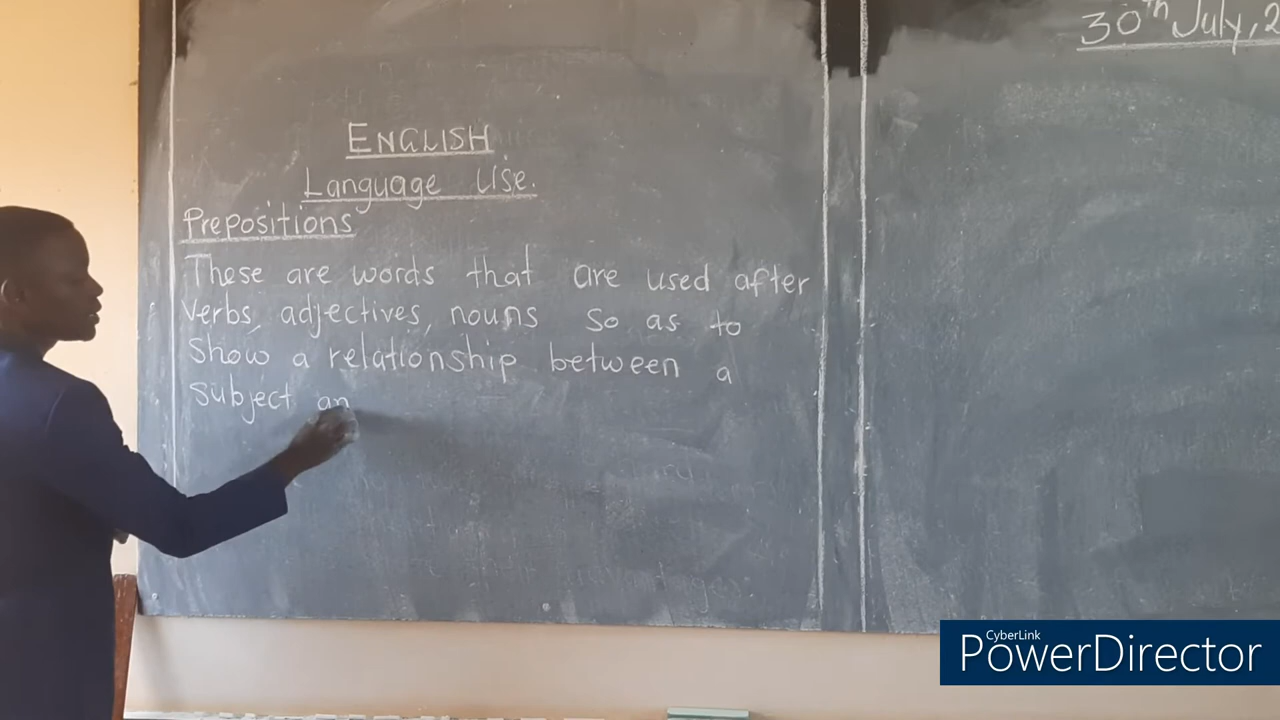 30th July, 2
ENGLISH
Language Use.
Prepositions
These are words that are used after
verbs, adjectives, nouns so as to
show a relationship between a
subject an
CyberLink
PowerDirector